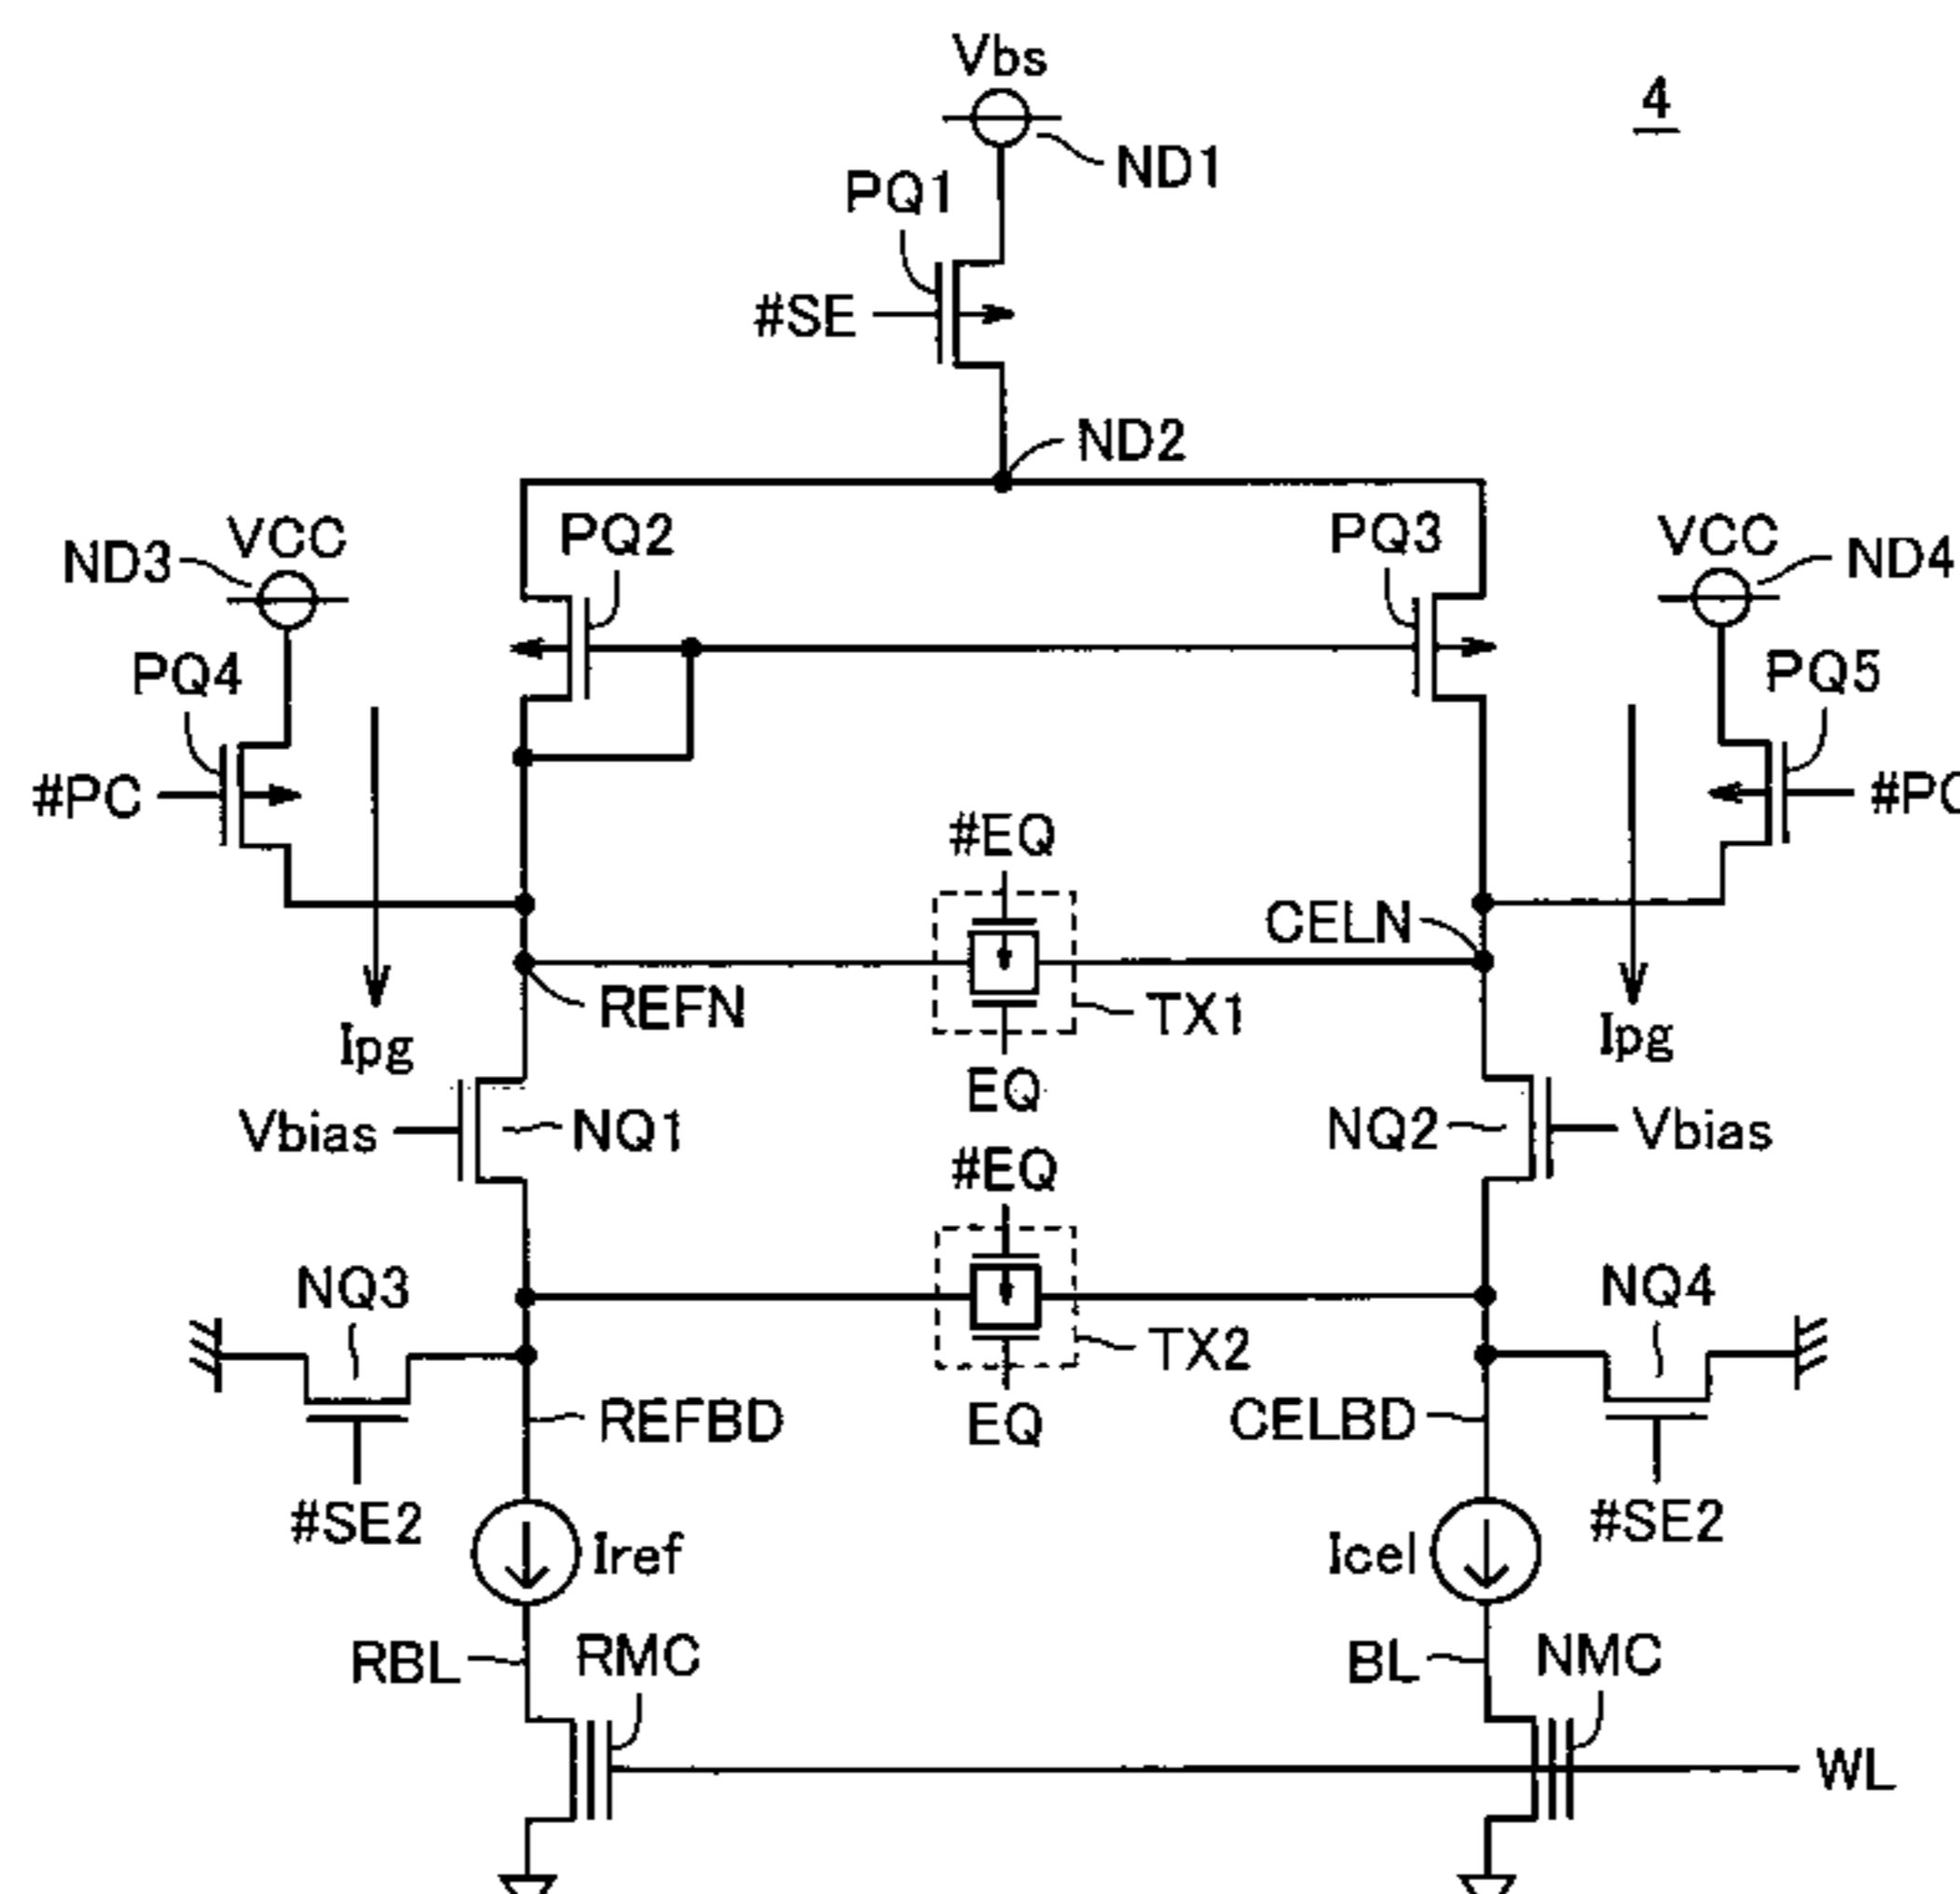 Vbs
4
ND1
PQ1
#SE
ND2
PQ2
PQ3
VCC
ND3
VCC
ND4
PQ4
PQ5
#PC
#PC
#EQ
CELN
REFN
TX1
Ipg
Ipg
EQ
Vbias
NQ1
NQ2
Vbias
#EQ
NQ3
NQ4
TX2
REFBD
EQ
CELBD
#SE2
#SE2
Iref
Icel
RBL
RMC
BL
NMC
WL